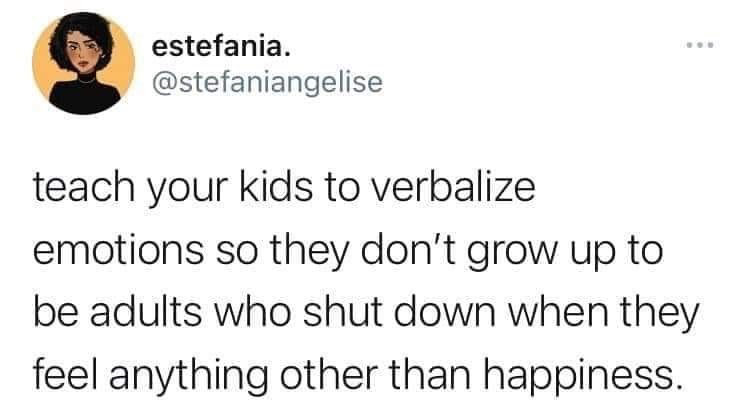 estefania.
@stefaniangelise
teach your kids to verbalize
emotions so they don't grow up to
be adults who shut down when they
feel anything other than happiness.